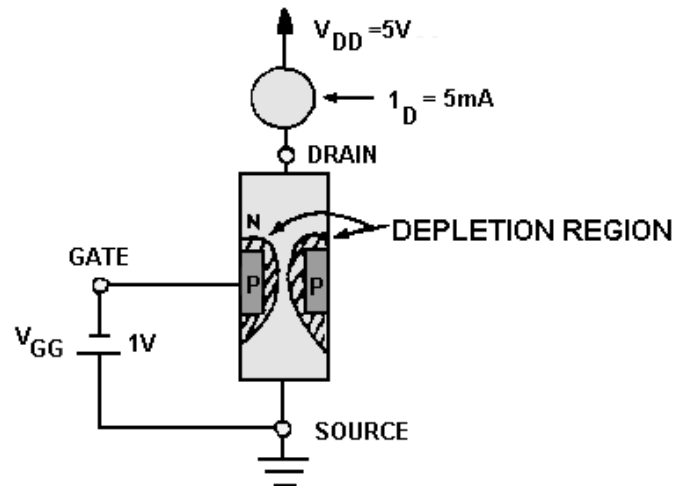 V_DD =5V
1_D = 5mA
DRAIN
N
DEPLETION REGION
GATE
P P
V_GG 1V
SOURCE